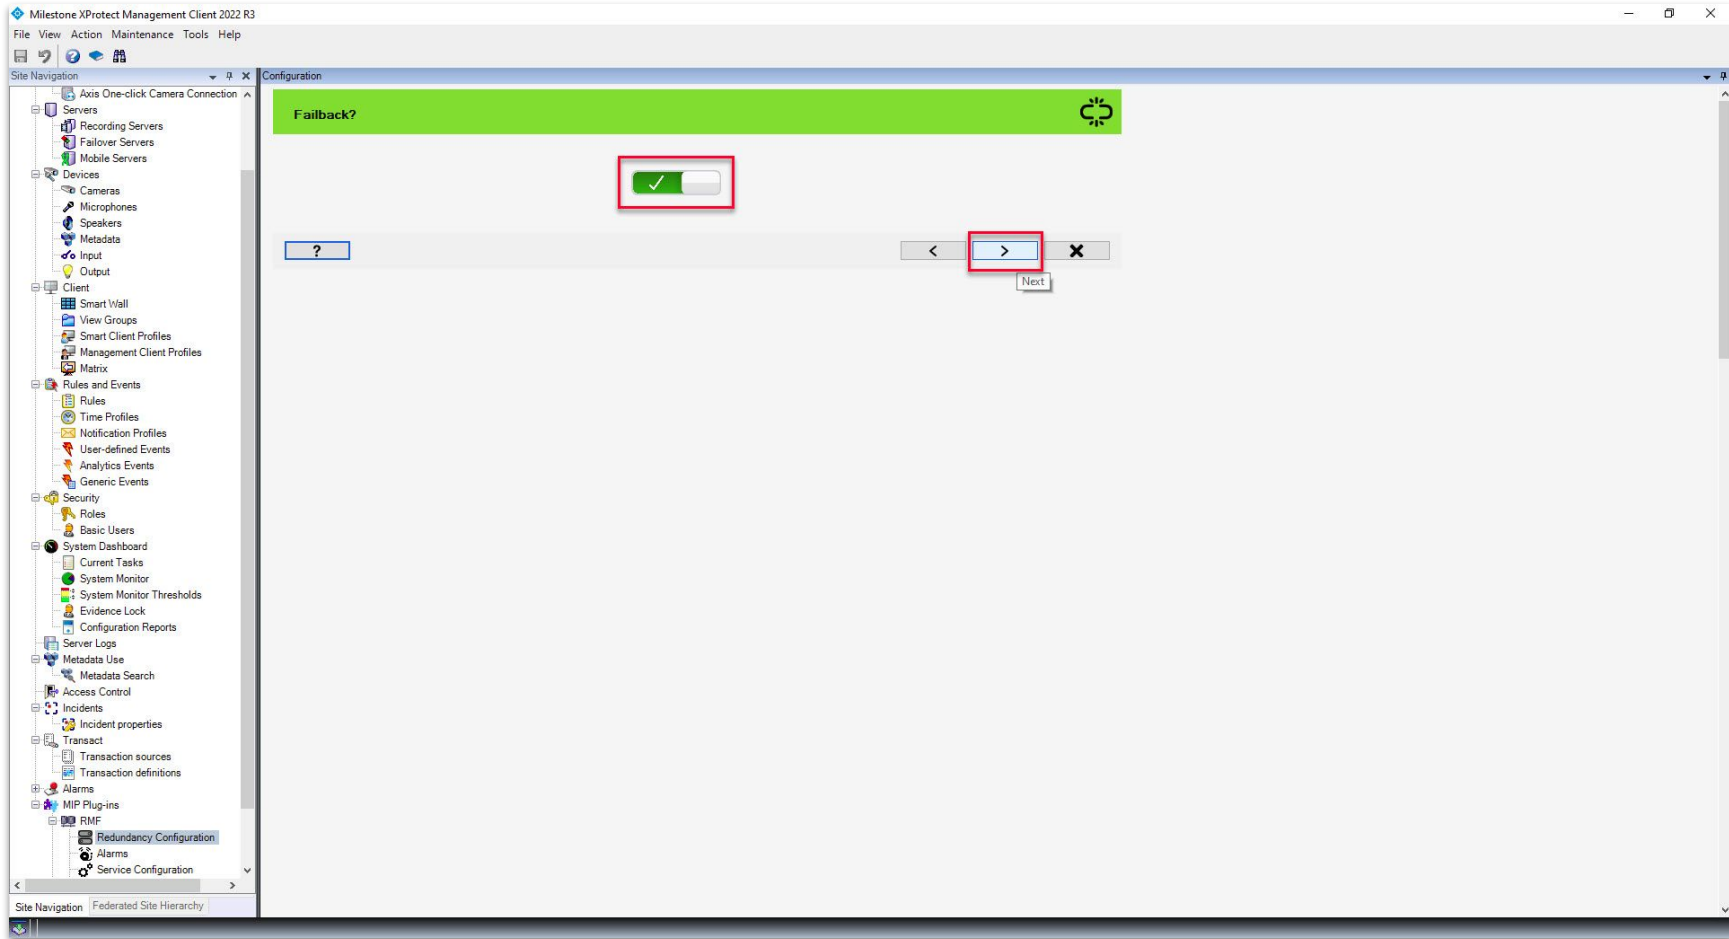 Milestone XProtect Management Client 2022 R3
File View Action Maintenance Tools Help
Site Navigation
Configuration
Axis One-click Camera Connection
Servers
Recording Servers
Failover Servers
Mobile Servers
Devices
Cameras
Microphones
Speakers
Metadata
Input
Output
Client
Smart Wall
View Groups
Smart Client Profiles
Management Client Profiles
Matrix
Rules and Events
Rules
Time Profiles
Notification Profiles
User-defined Events
Analytics Events
Generic Events
Security
Roles
Basic Users
System Dashboard
Current Tasks
System Monitor
System Monitor Thresholds
Evidence Lock
Configuration Reports
Server Logs
Metadata Use
Metadata Search
Access Control
Incidents
Incident properties
Transact
Transaction sources
Transaction definitions
Alarms
MIP Plug-ins
RMF
Redundancy Configuration
Alarms
Service Configuration
Site Navigation Federated Site Hierarchy
Failback?
? < >
Next